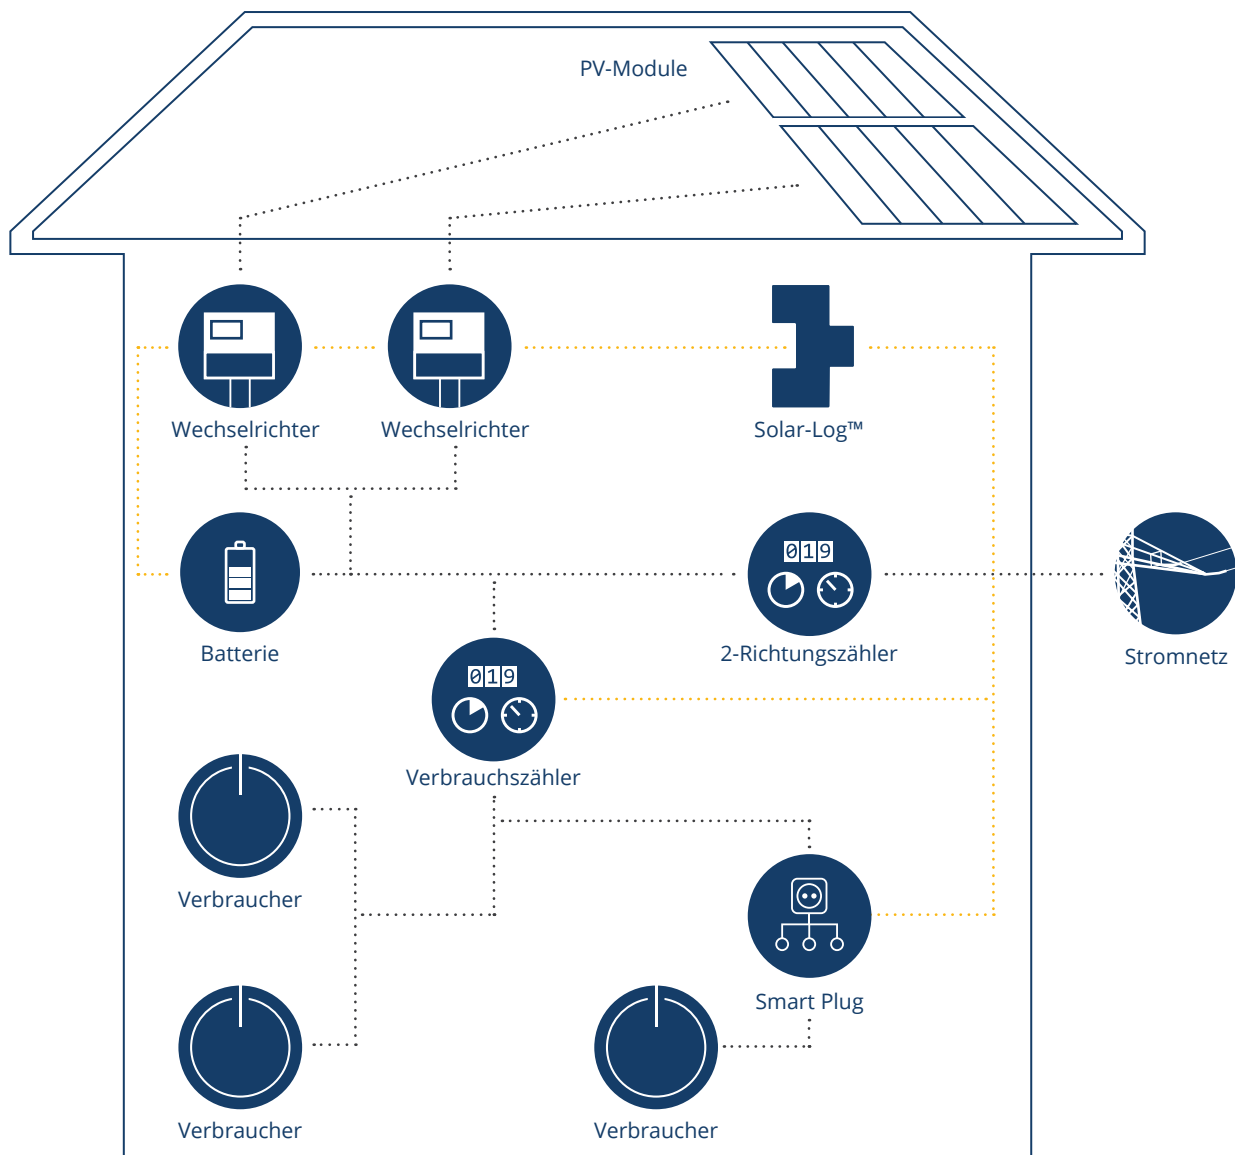 PV-Module
Wechselrichter
Wechselrichter
Solar-Log™
019
Batterie
2-Richtungszähler
Stromnetz
019
Verbrauchszähler
Verbraucher
Smart Plug
Verbraucher
Verbraucher